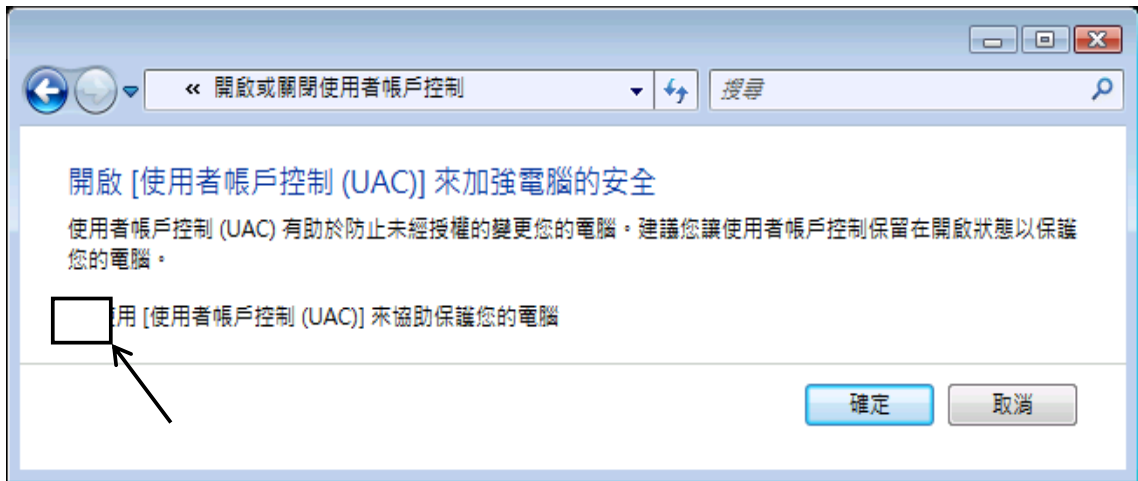 « 開啟或關閉使用者帳戶控制
搜尋
開啟 [使用者帳戶控制 (UAC)] 來加強電腦的安全
使用者帳戶控制 (UAC) 有助於防止未經授權的變更您的電腦。建議您讓使用者帳戶控制保留在開啟狀態以保護
您的電腦。
用 [使用者帳戶控制 (UAC)] 來協助保護您的電腦
確定
取消